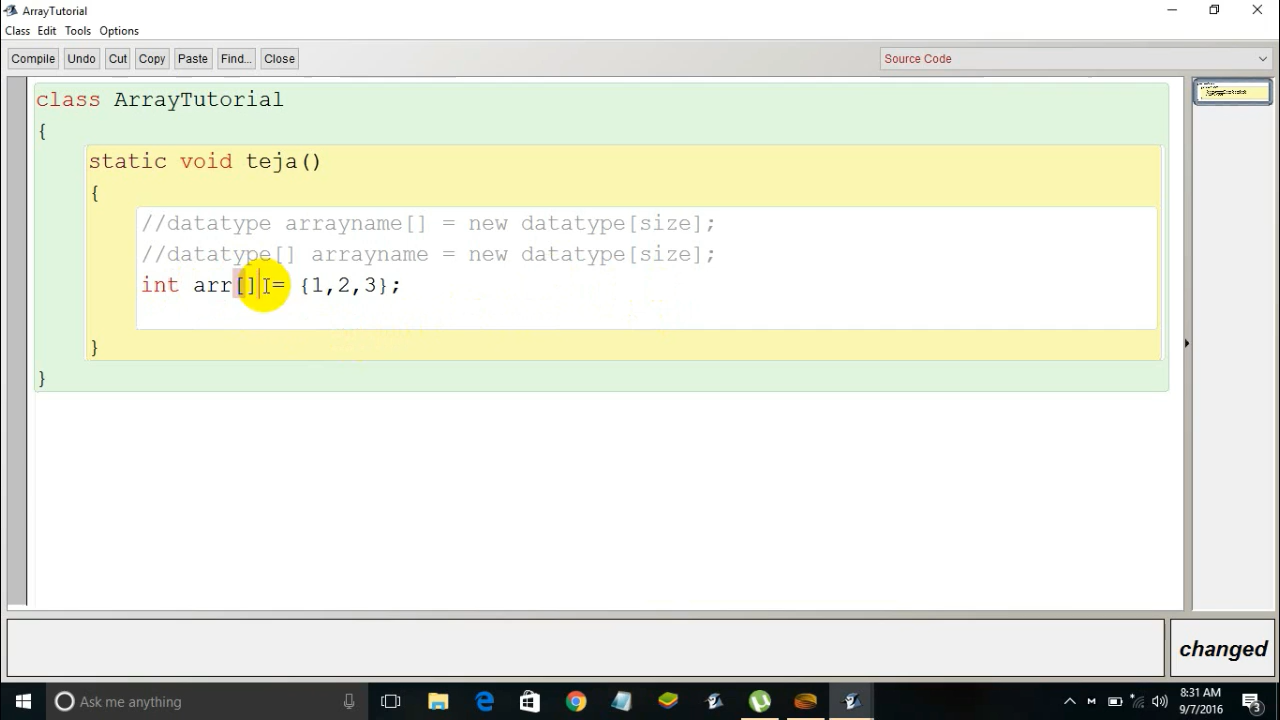 ArrayTutorial
Class Edit Tools Options
Compile Undo Cut Copy Paste Find... Close Source Code
class ArrayTutorial
{
static void teja()
{
//datatype arrayname[] = new datatype[size];
//datatype[] arrayname = new datatype[size];
int arr[] = {1,2,3};
}
}
changed
Ask me anything
8:31 AM
9/7/2016
3